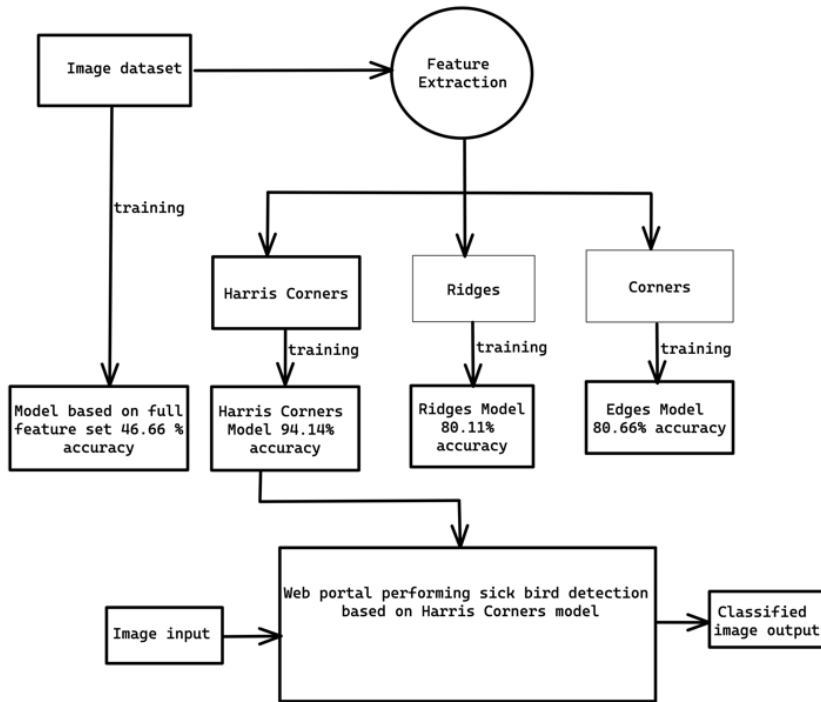 Image dataset
Feature
Extraction
training
Harris Corners
Ridges
Corners
training
training
training
Model based on full
feature set 46.66 %
accuracy
Harris Corners
Model 94.14%
accuracy
Ridges Model
80.11%
accuracy
Edges Model
80.66% accuracy
Web portal performing sick bird detection
based on Harris Corners model
Image input
Classified
image output